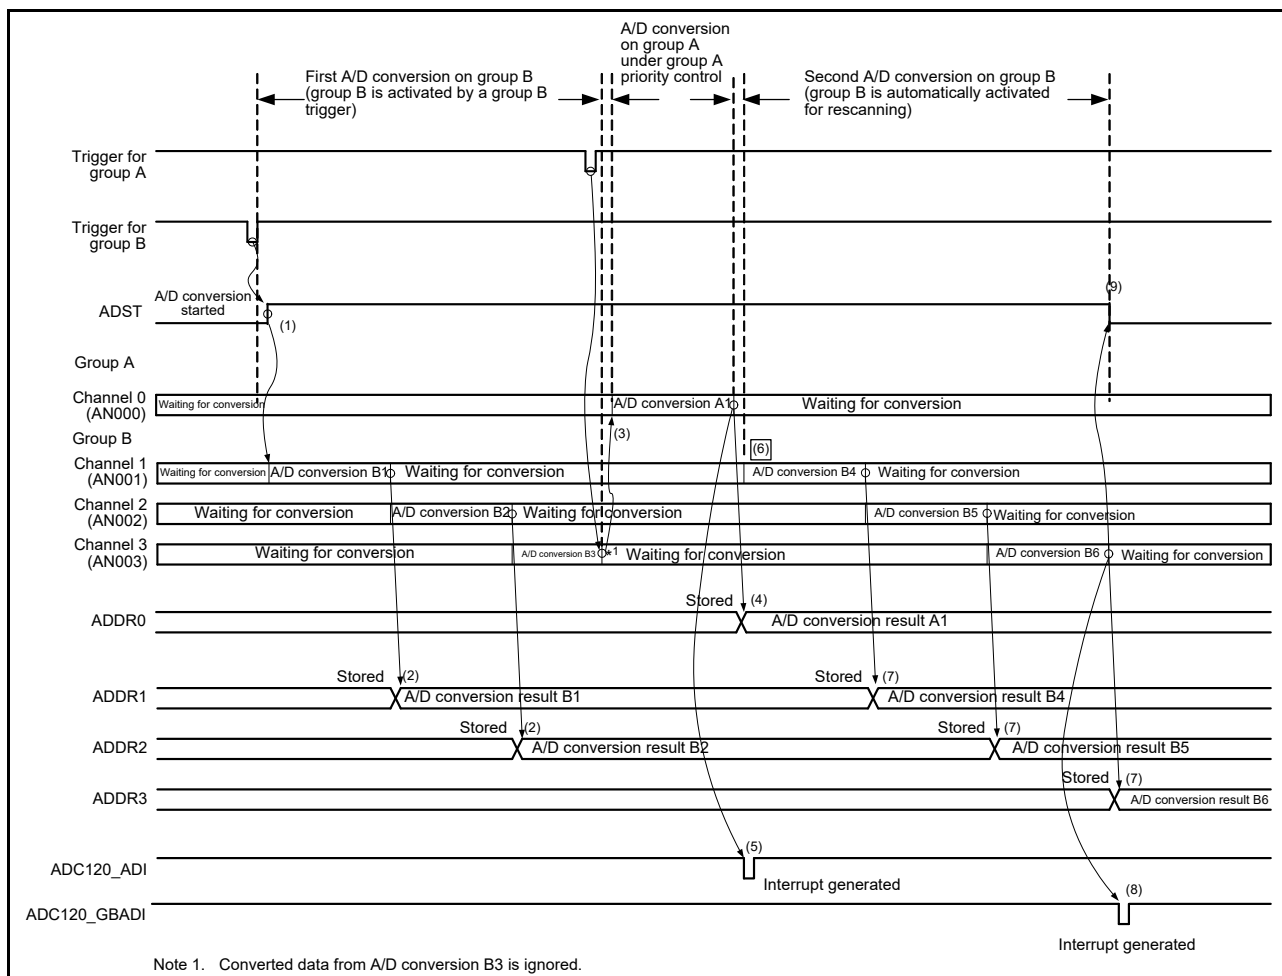 A/D conversion
on group A
under group A
priority control
First A/D conversion on group B
(group B is activated by a group B
trigger)
Second A/D conversion on group B
(group B is automatically activated
for rescanning)
Trigger for
group A
Trigger for
group B
A/D conversion
started
ADST
(1)
(9)
Group A
Channel 0
(AN000)
Waiting for conversion
A/D conversion A1
Waiting for conversion
(3)
Group B
(6)
Channel 1
(AN001)
Waiting for conversion
A/D conversion B1
Waiting for conversion
A/D conversion B4
Waiting for conversion
Channel 2
(AN002)
Waiting for conversion
A/D conversion B2
Waiting for conversion
A/D conversion B5
Waiting for conversion
Channel 3
(AN003)
Waiting for conversion
A/D conversion B3
*1
Waiting for conversion
A/D conversion B6
Waiting for conversion
Stored
(4)
ADDR0
A/D conversion result A1
Stored
(2)
Stored
(7)
ADDR1
A/D conversion result B1
A/D conversion result B4
Stored
(2)
Stored
(7)
ADDR2
A/D conversion result B2
A/D conversion result B5
Stored
(7)
ADDR3
A/D conversion result B6
(5)
ADC120_ADI
Interrupt generated
(8)
ADC120_GBADI
Interrupt generated
Note 1. Converted data from A/D conversion B3 is ignored.